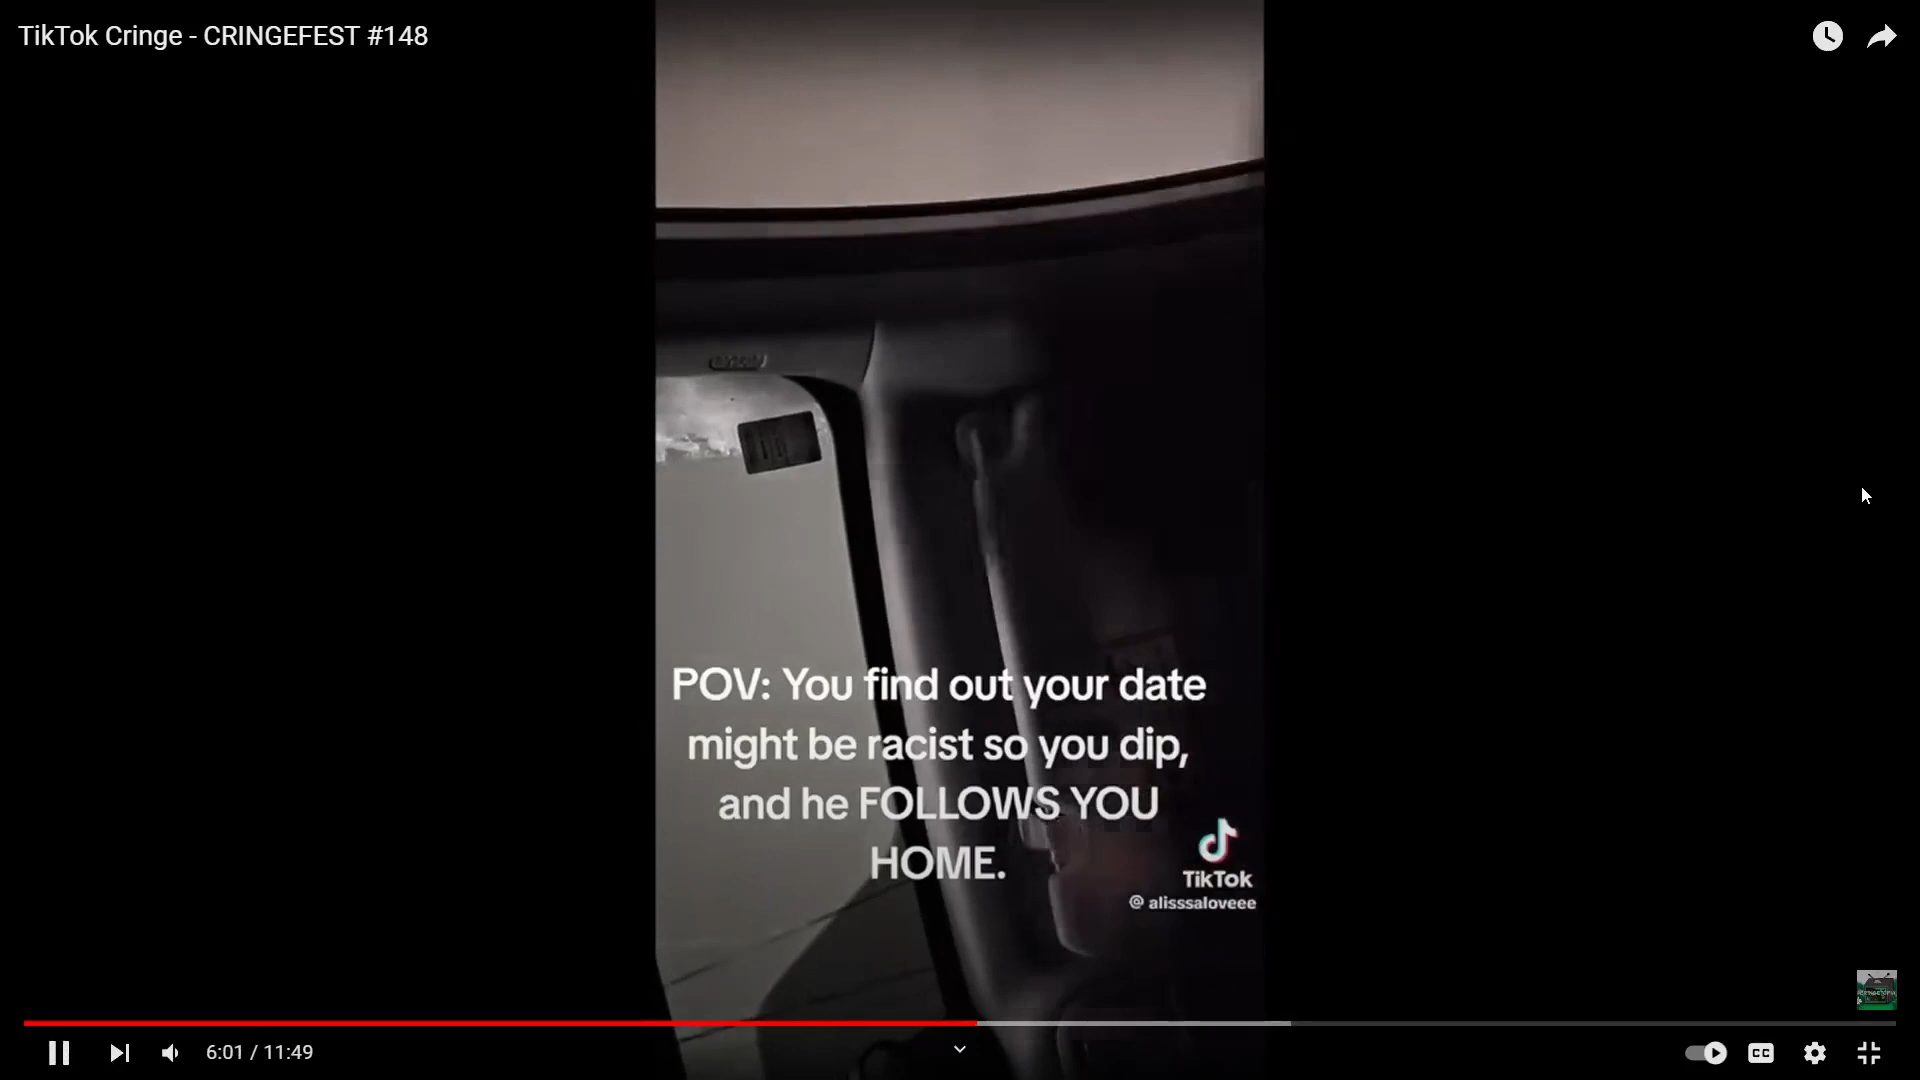 TikTok Cringe - CRINGEFEST #148
POV: You find out your date
might be racist so you dip,
and he FOLLOWS YOU
HOME.
TikTok
@ alisssaloveee
6:01 / 11:49
CC